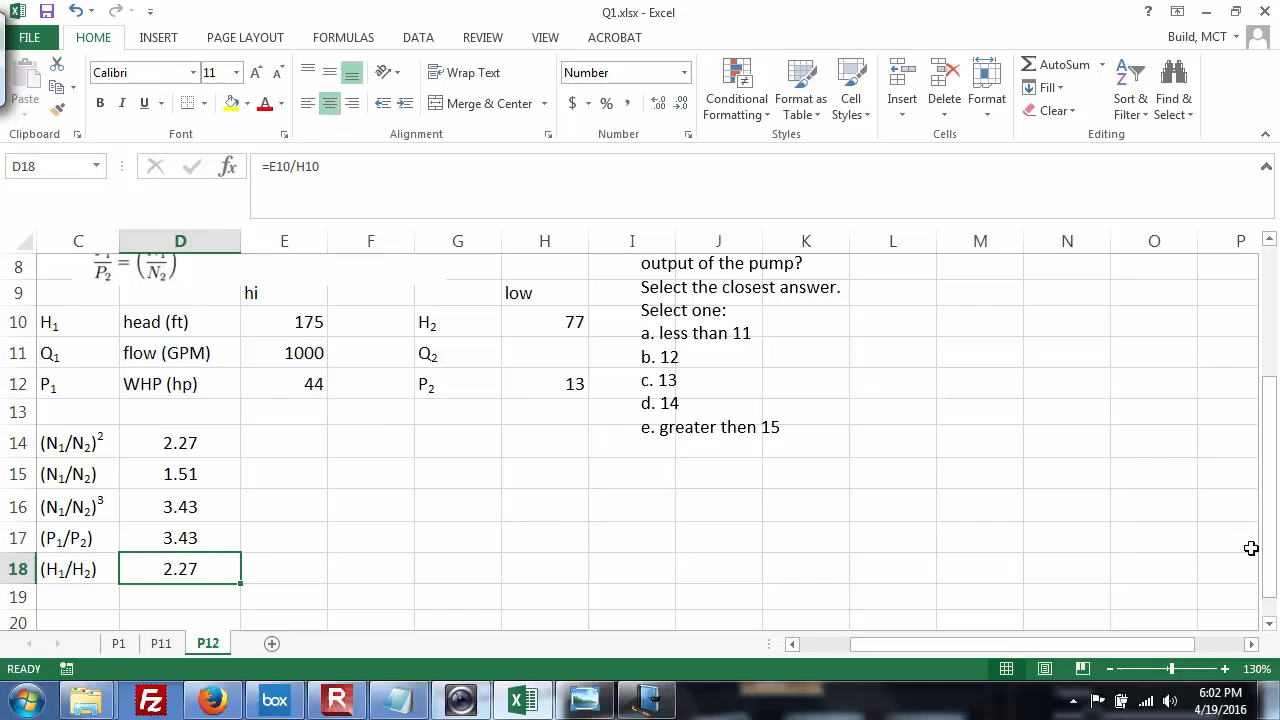 Q1.xlsx - Excel
FILE HOME INSERT PAGE LAYOUT FORMULAS DATA REVIEW VIEW ACROBAT Build, MCT
Paste
Calibri 11
B I U
Wrap Text
Merge & Center
Number
$ % ,
Conditional Formatting
Format as Table
Cell Styles
Insert Delete Format
AutoSum
Fill
Clear
Sort & Filter
Find & Select
Clipboard Font Alignment Number Styles Cells Editing
D18 fx =E10/H10
C D E F G H I J K L M N O P
8 P₂ = (N₂) output of the pump?
9 hi low Select the closest answer.
Select one:
10 H₁ head (ft) 175 H₂ 77
a. less than 11
11 Q₁ flow (GPM) 1000 Q₂ b. 12
12 P₁ WHP (hp) 44 P₂ 13 c. 13
13 d. 14
e. greater then 15
14 (N₁/N₂)² 2.27
15 (N₁/N₂) 1.51
16 (N₁/N₂)³ 3.43
17 (P₁/P₂) 3.43
18 (H₁/H₂) 2.27
19
20
P1 P11 P12
READY 130%
box
6:02 PM
4/19/2016